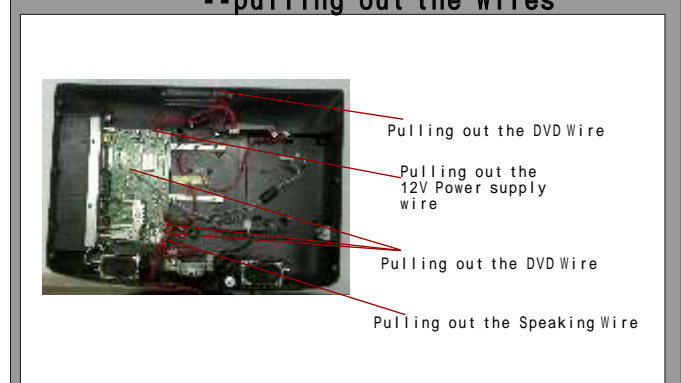 --pulling out the Wires
Pulling out the DVD Wire
Pulling out the
12V Power supply
wire
Pulling out the DVD Wire
Pulling out the Speaking Wire